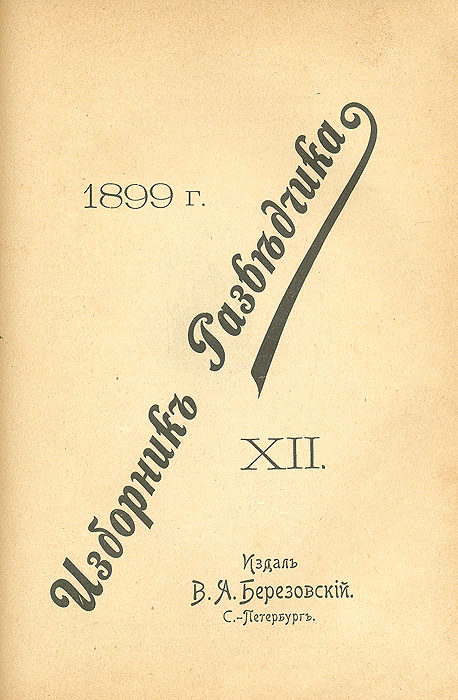 1899 г.
Изборникъ Развѣдчика
XII.
Издалъ
В. А. Березовскій.
С.-Петербургъ.